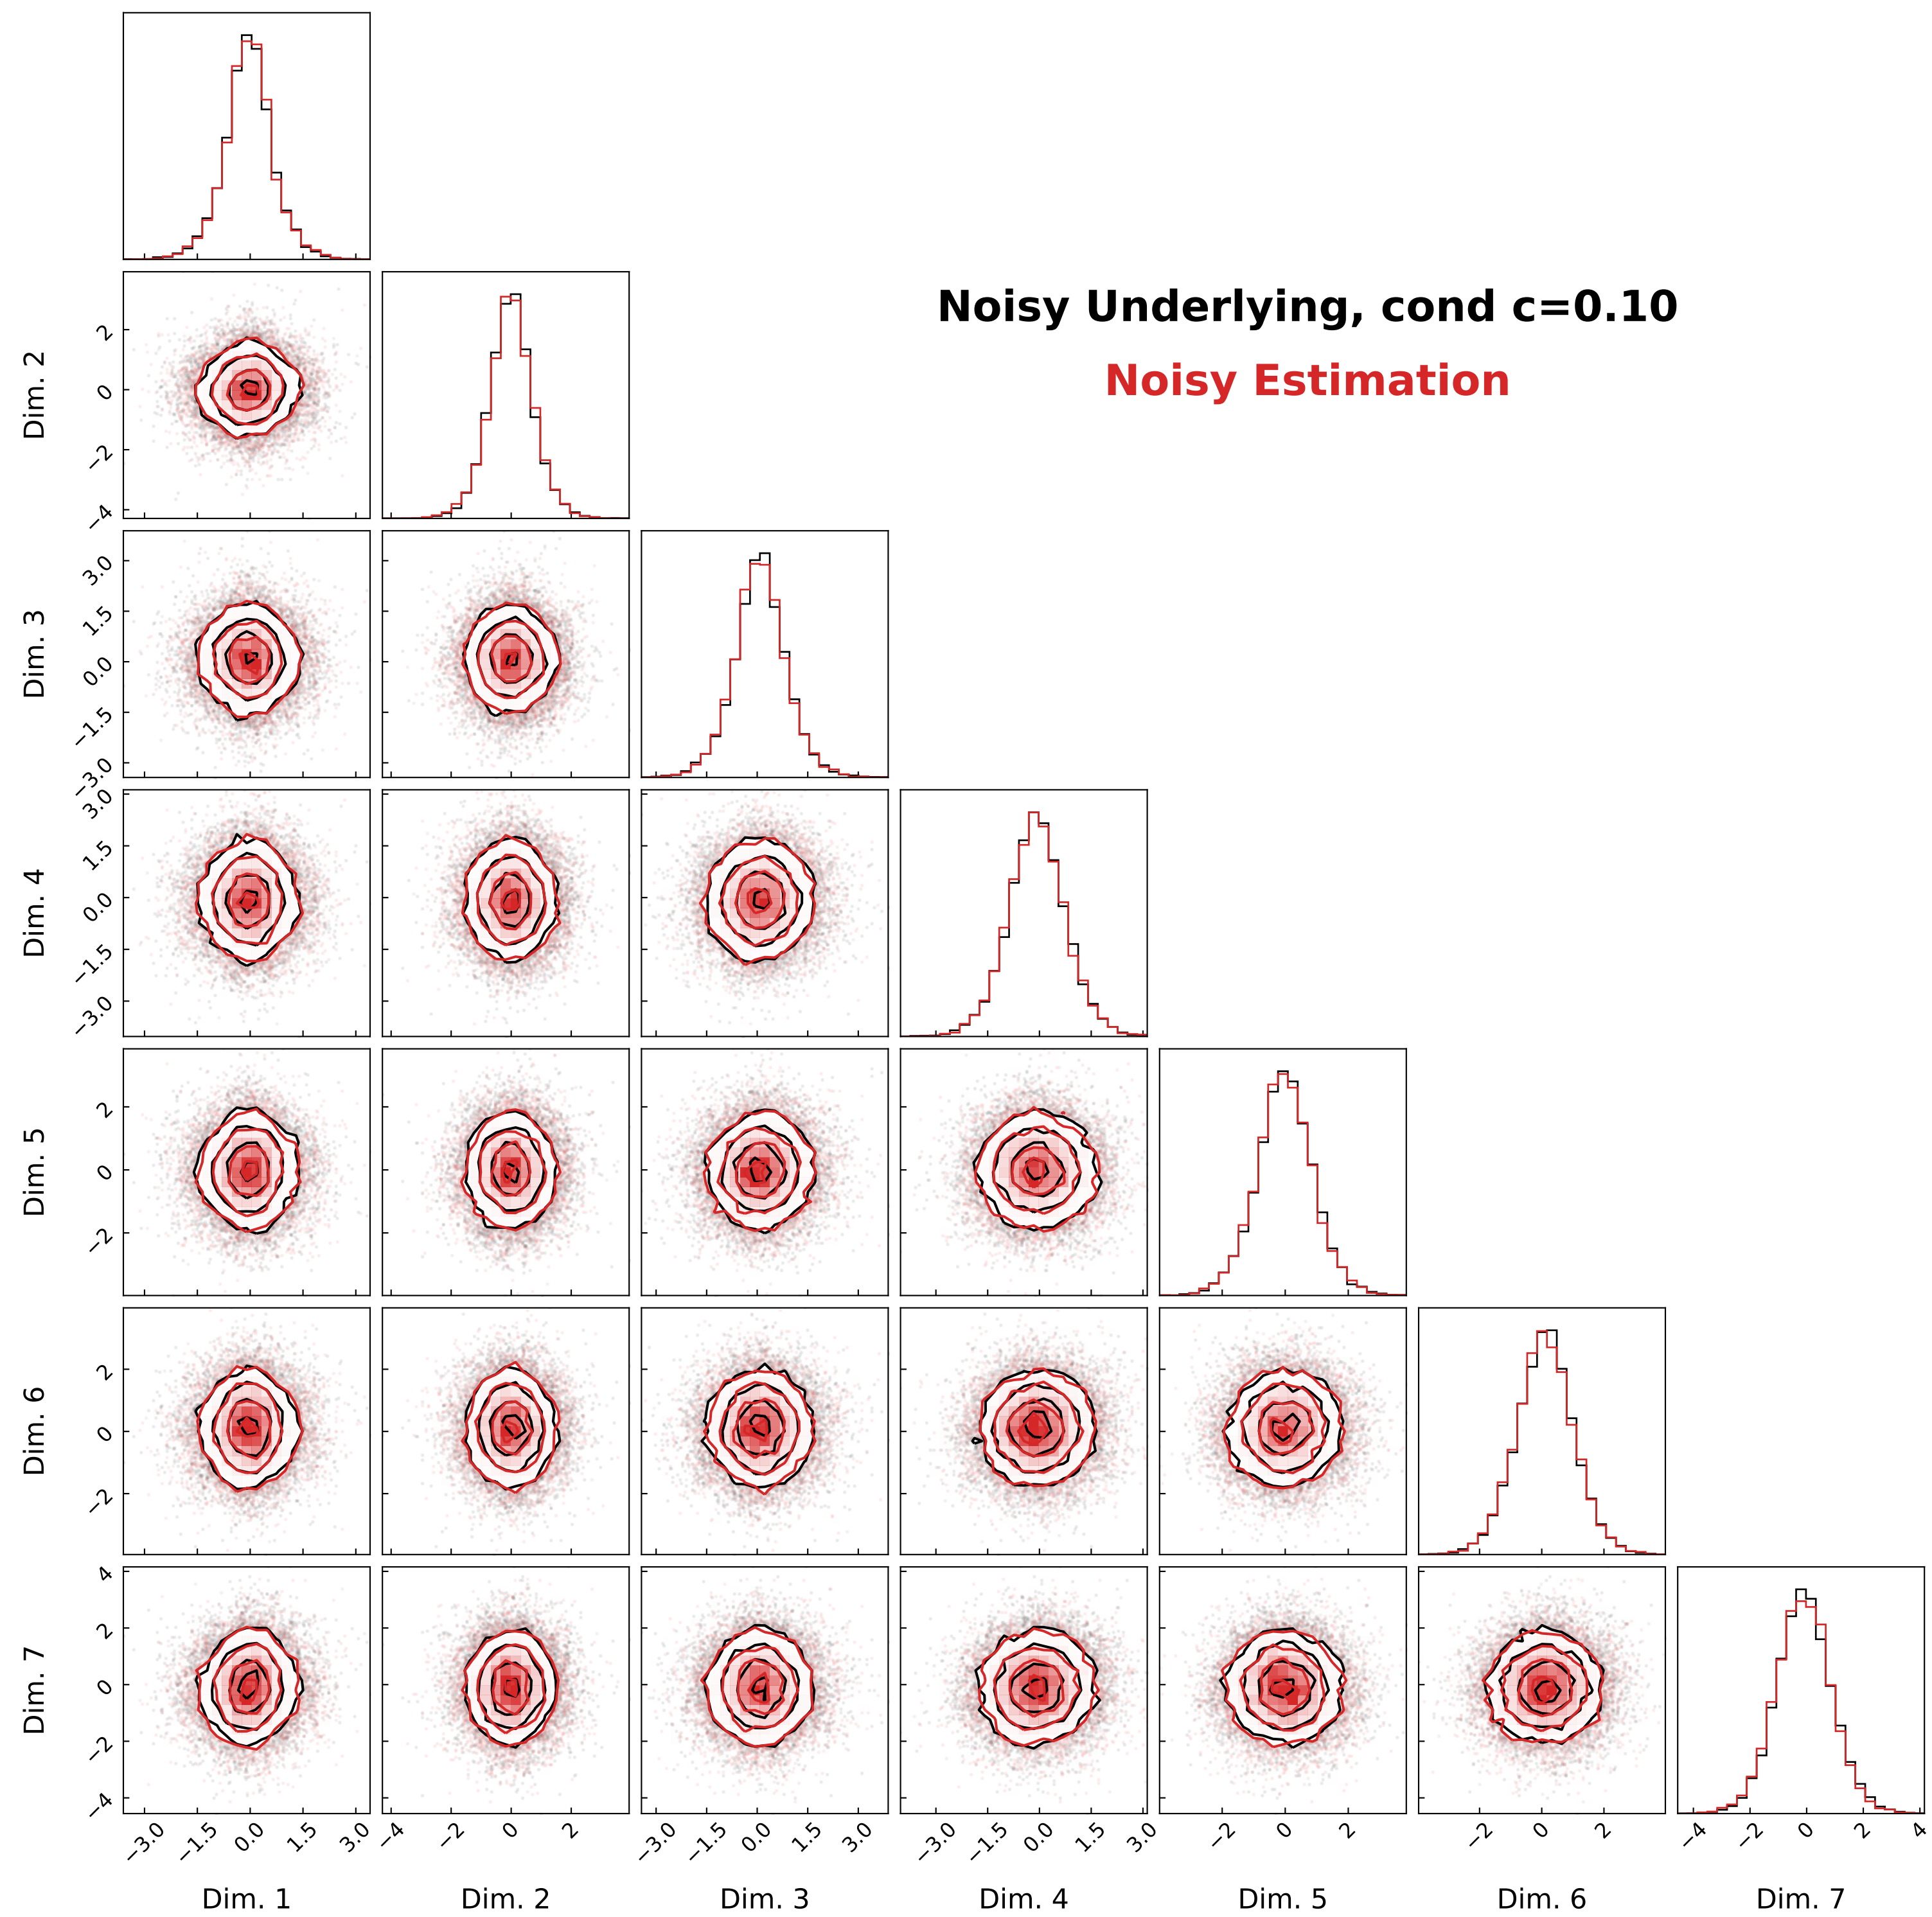 Noisy Underlying, cond c=0.10
Noisy Estimation
Dim. 2
2
0
−2
−4
Dim. 3
3.0
1.5
0.0
−1.5
−3.0
Dim. 4
3.0
1.5
0.0
−1.5
−3.0
Dim. 5
2
0
−2
Dim. 6
2
0
−2
Dim. 7
4
2
0
−2
−4
−3.0 −1.5 0.0 1.5 3.0 −4 −2 0 2 −3.0 −1.5 0.0 1.5 3.0 −3.0 −1.5 0.0 1.5 3.0 −2 0 2 −2 0 2 −4 −2 0 2 4
Dim. 1 Dim. 2 Dim. 3 Dim. 4 Dim. 5 Dim. 6 Dim. 7